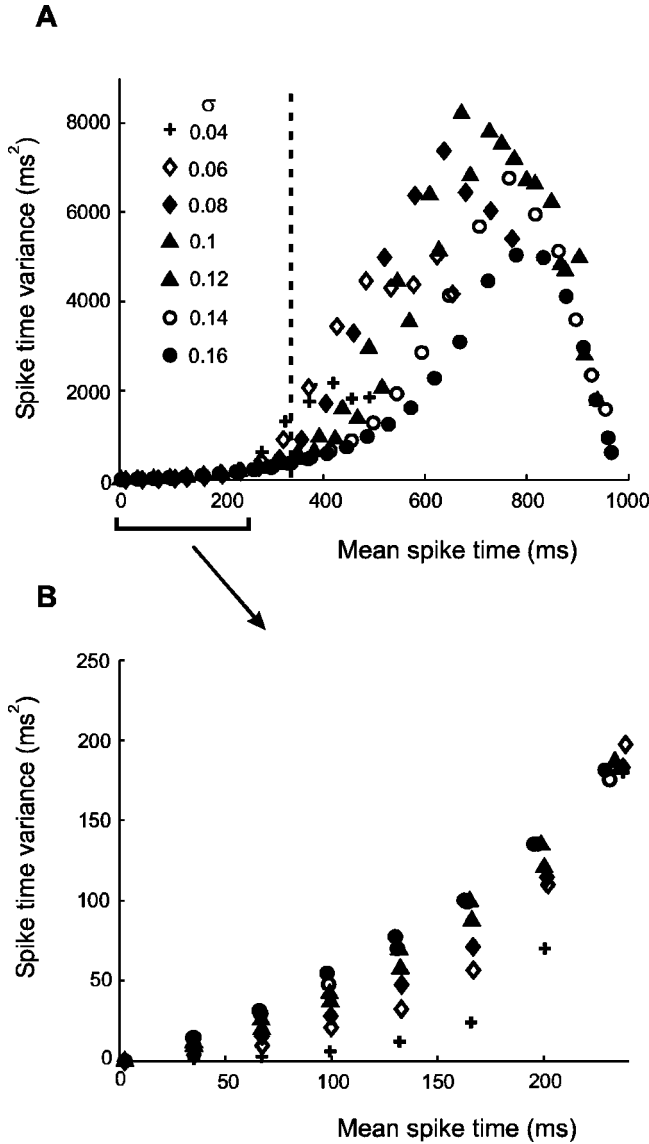 A
Spike time variance (ms²)
8000
6000
4000
2000
0
σ
0.04
0.06
0.08
0.1
0.12
0.14
0.16
0 200 400 600 800 1000
Mean spike time (ms)
B
Spike time variance (ms²)
250
200
150
100
50
0
0 50 100 150 200
Mean spike time (ms)